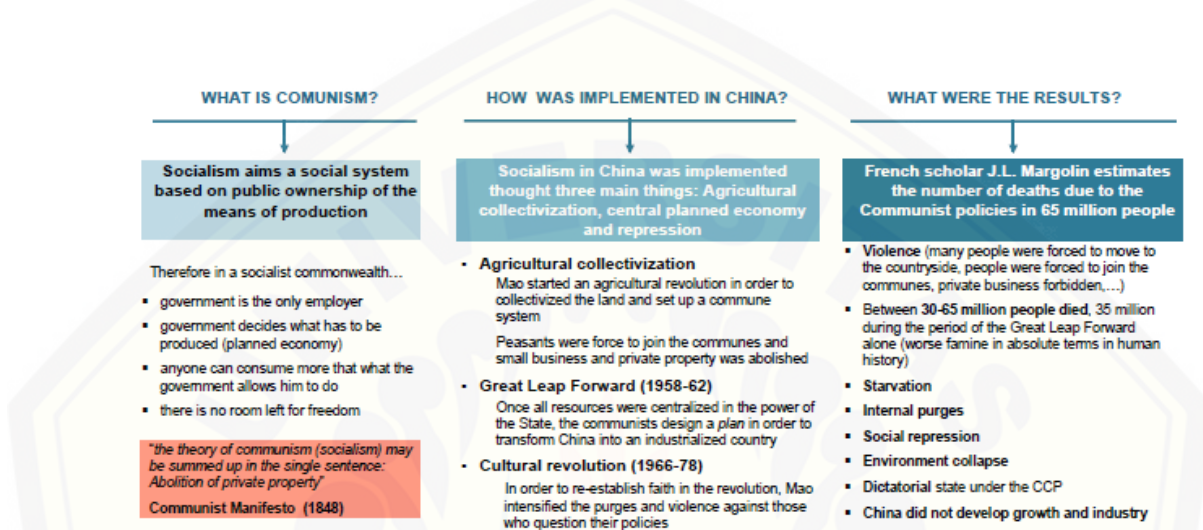 WHAT IS COMUNISM?
Socialism aims a social system
based on public ownership of the
means of production
Therefore in a socialist commonwealth…
▪ government is the only employer
▪ government decides what has to be
produced (planned economy)
▪ anyone can consume more that what the
government allows him to do
▪ there is no room left for freedom
"the theory of communism (socialism) may
be summed up in the single sentence:
Abolition of private property"
Communist Manifesto (1848)
HOW WAS IMPLEMENTED IN CHINA?
Socialism in China was implemented
thought three main things: Agricultural
collectivization, central planned economy
and repression
• Agricultural collectivization
Mao started an agricultural revolution in order to
collectivized the land and set up a commune
system
Peasants were force to join the communes and
small business and private property was abolished
• Great Leap Forward (1958-62)
Once all resources were centralized in the power of
the State, the communists design a plan in order to
transform China into an industrialized country
• Cultural revolution (1966-78)
In order to re-establish faith in the revolution, Mao
intensified the purges and violence against those
who question their policies
WHAT WERE THE RESULTS?
French scholar J.L. Margolin estimates
the number of deaths due to the
Communist policies in 65 million people
▪ Violence (many people were forced to move to
the countryside, people were forced to join the
communes, private business forbidden,…)
▪ Between 30-65 million people died, 35 million
during the period of the Great Leap Forward
alone (worse famine in absolute terms in human
history)
▪ Starvation
▪ Internal purges
▪ Social repression
▪ Environment collapse
▪ Dictatorial state under the CCP
▪ China did not develop growth and industry